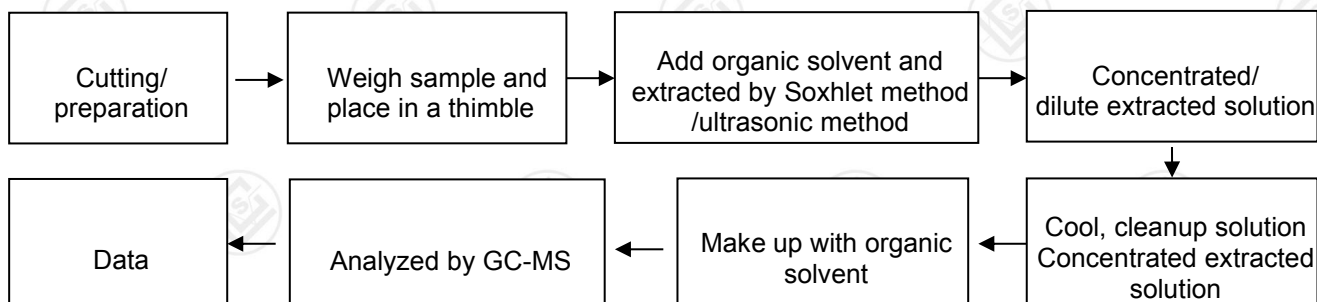 Cutting/
preparation
Weigh sample and
place in a thimble
Add organic solvent and
extracted by Soxhlet method
/ultrasonic method
Concentrated/
dilute extracted solution
Cool, cleanup solution
Concentrated extracted
solution
Make up with organic
solvent
Analyzed by GC-MS
Data